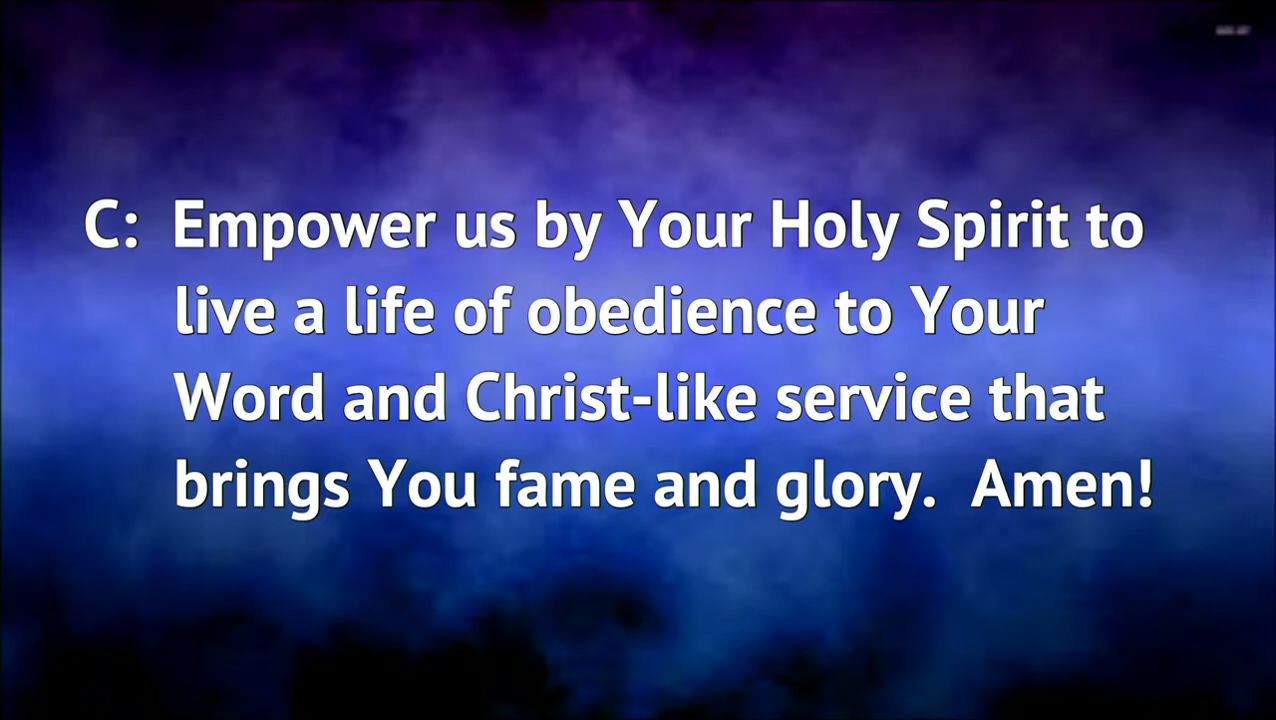 C: Empower us by Your Holy Spirit to
live a life of obedience to Your
Word and Christ-like service that
brings You fame and glory. Amen!